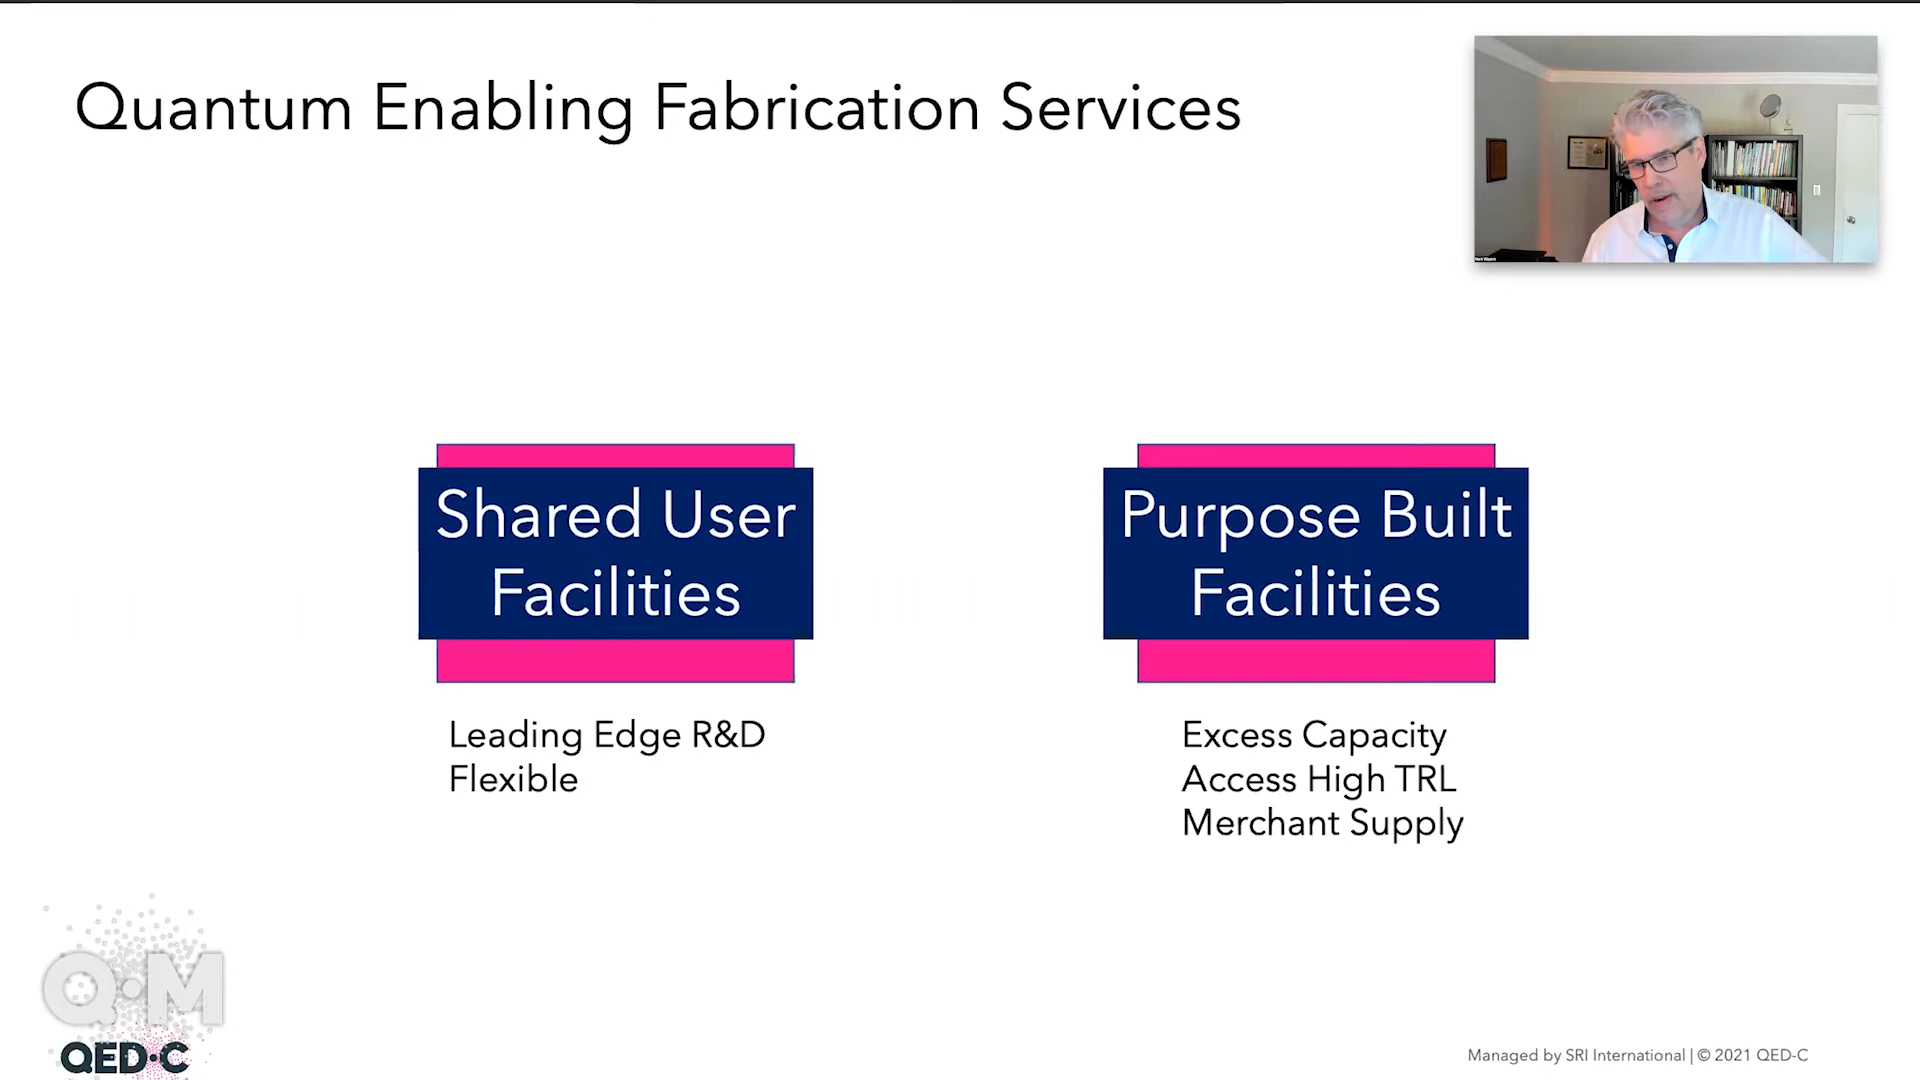 Quantum Enabling Fabrication Services
Shared User
Facilities
Leading Edge R&D
Flexible
Purpose Built
Facilities
Excess Capacity
Access High TRL
Merchant Supply
Q·M
QED·C
Managed by SRI International | © 2021 QED-C